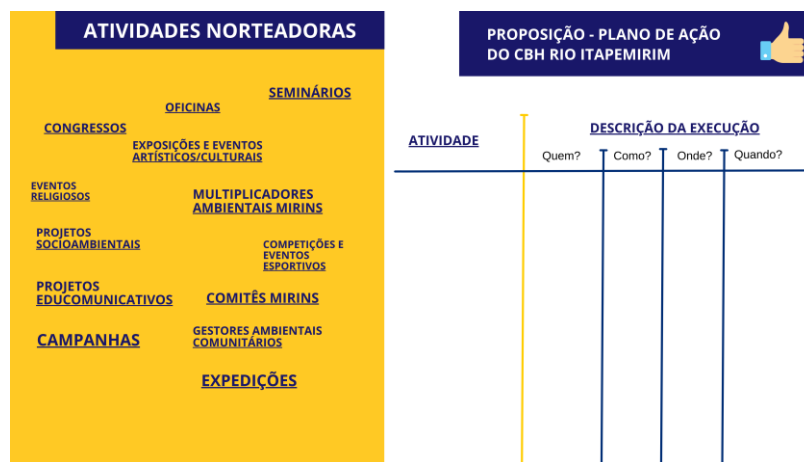 ATIVIDADES NORTEADORAS
SEMINÁRIOS
OFICINAS
CONGRESSOS
EXPOSIÇÕES E EVENTOS
ARTÍSTICOS/CULTURAIS
EVENTOS
RELIGIOSOS
MULTIPLICADORES
AMBIENTAIS MIRINS
PROJETOS
SOCIOAMBIENTAIS
COMPETIÇÕES E
EVENTOS
ESPORTIVOS
PROJETOS
EDUCOMUNICATIVOS
COMITÊS MIRINS
CAMPANHAS
GESTORES AMBIENTAIS
COMUNITÁRIOS
EXPEDIÇÕES
PROPOSIÇÃO - PLANO DE AÇÃO
DO CBH RIO ITAPEMIRIM
ATIVIDADE
DESCRIÇÃO DA EXECUÇÃO
Quem? Como? Onde? Quando?